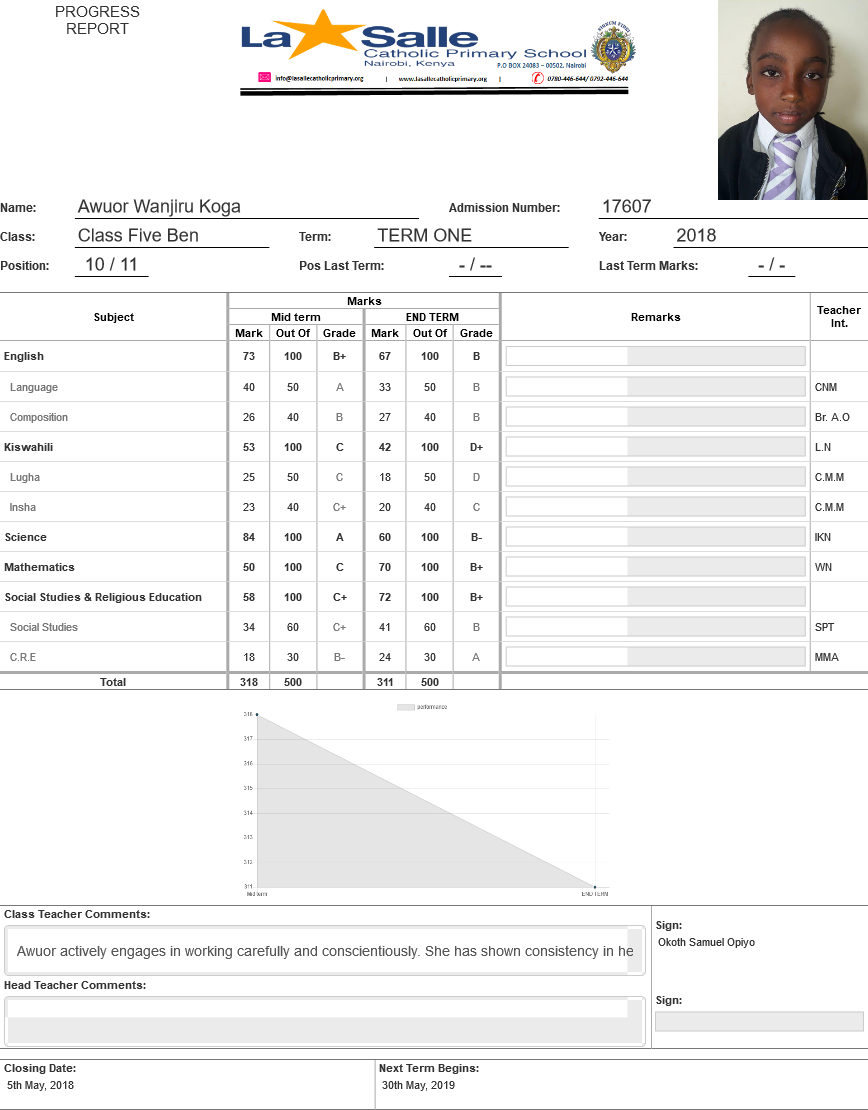 PROGRESS
REPORT
La Salle
Catholic Primary School
Nairobi, Kenya
P.O BOX 24083 – 00502, Nairobi
info@lasallecatholicprimary.org | www.lasallecatholicprimary.org | 0780-446-644/ 0792-446-644
Name: Awuor Wanjiru Koga Admission Number: 17607
Class: Class Five Ben Term: TERM ONE Year: 2018
Position: 10 / 11 Pos Last Term: - / -- Last Term Marks: - / -
Subject Marks Remarks Teacher Int.
Mid term END TERM
Mark Out Of Grade Mark Out Of Grade
English 73 100 B+ 67 100 B
Language 40 50 A 33 50 B CNM
Composition 26 40 B 27 40 B Br. A.O
Kiswahili 53 100 C 42 100 D+ L.N
Lugha 25 50 C 18 50 D C.M.M
Insha 23 40 C+ 20 40 C C.M.M
Science 84 100 A 60 100 B- IKN
Mathematics 50 100 C 70 100 B+ WN
Social Studies & Religious Education 58 100 C+ 72 100 B+
Social Studies 34 60 C+ 41 60 B SPT
C.R.E 18 30 B- 24 30 A MMA
Total 318 500 311 500
performance
318
317
316
315
314
313
312
311
Mid term END TERM
Class Teacher Comments:
Awuor actively engages in working carefully and conscientiously. She has shown consistency in he
Sign:
Okoth Samuel Opiyo
Head Teacher Comments:
Sign:
Closing Date: Next Term Begins:
5th May, 2018 30th May, 2019